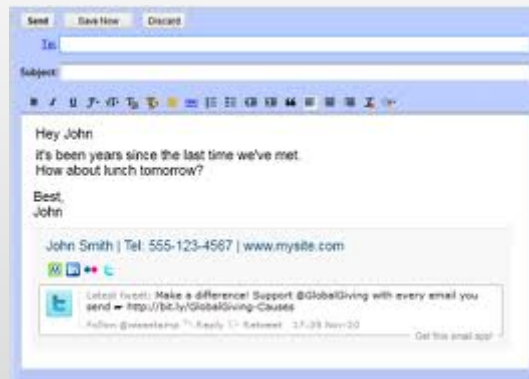 Send Save Now Discard
To:
Subject:
Hey John
it's been years since the last time we've met.
How about lunch tomorrow?
Best,
John
John Smith | Tel: 555-123-4567 | www.mysite.com
Latest tweet: Make a difference! Support @GlobalGiving with every email you
send ➨ http://bit.ly/GlobalGiving-Causes
Follow @wisestamp Reply Retweet 17:29 Nov-20
Get this email app!